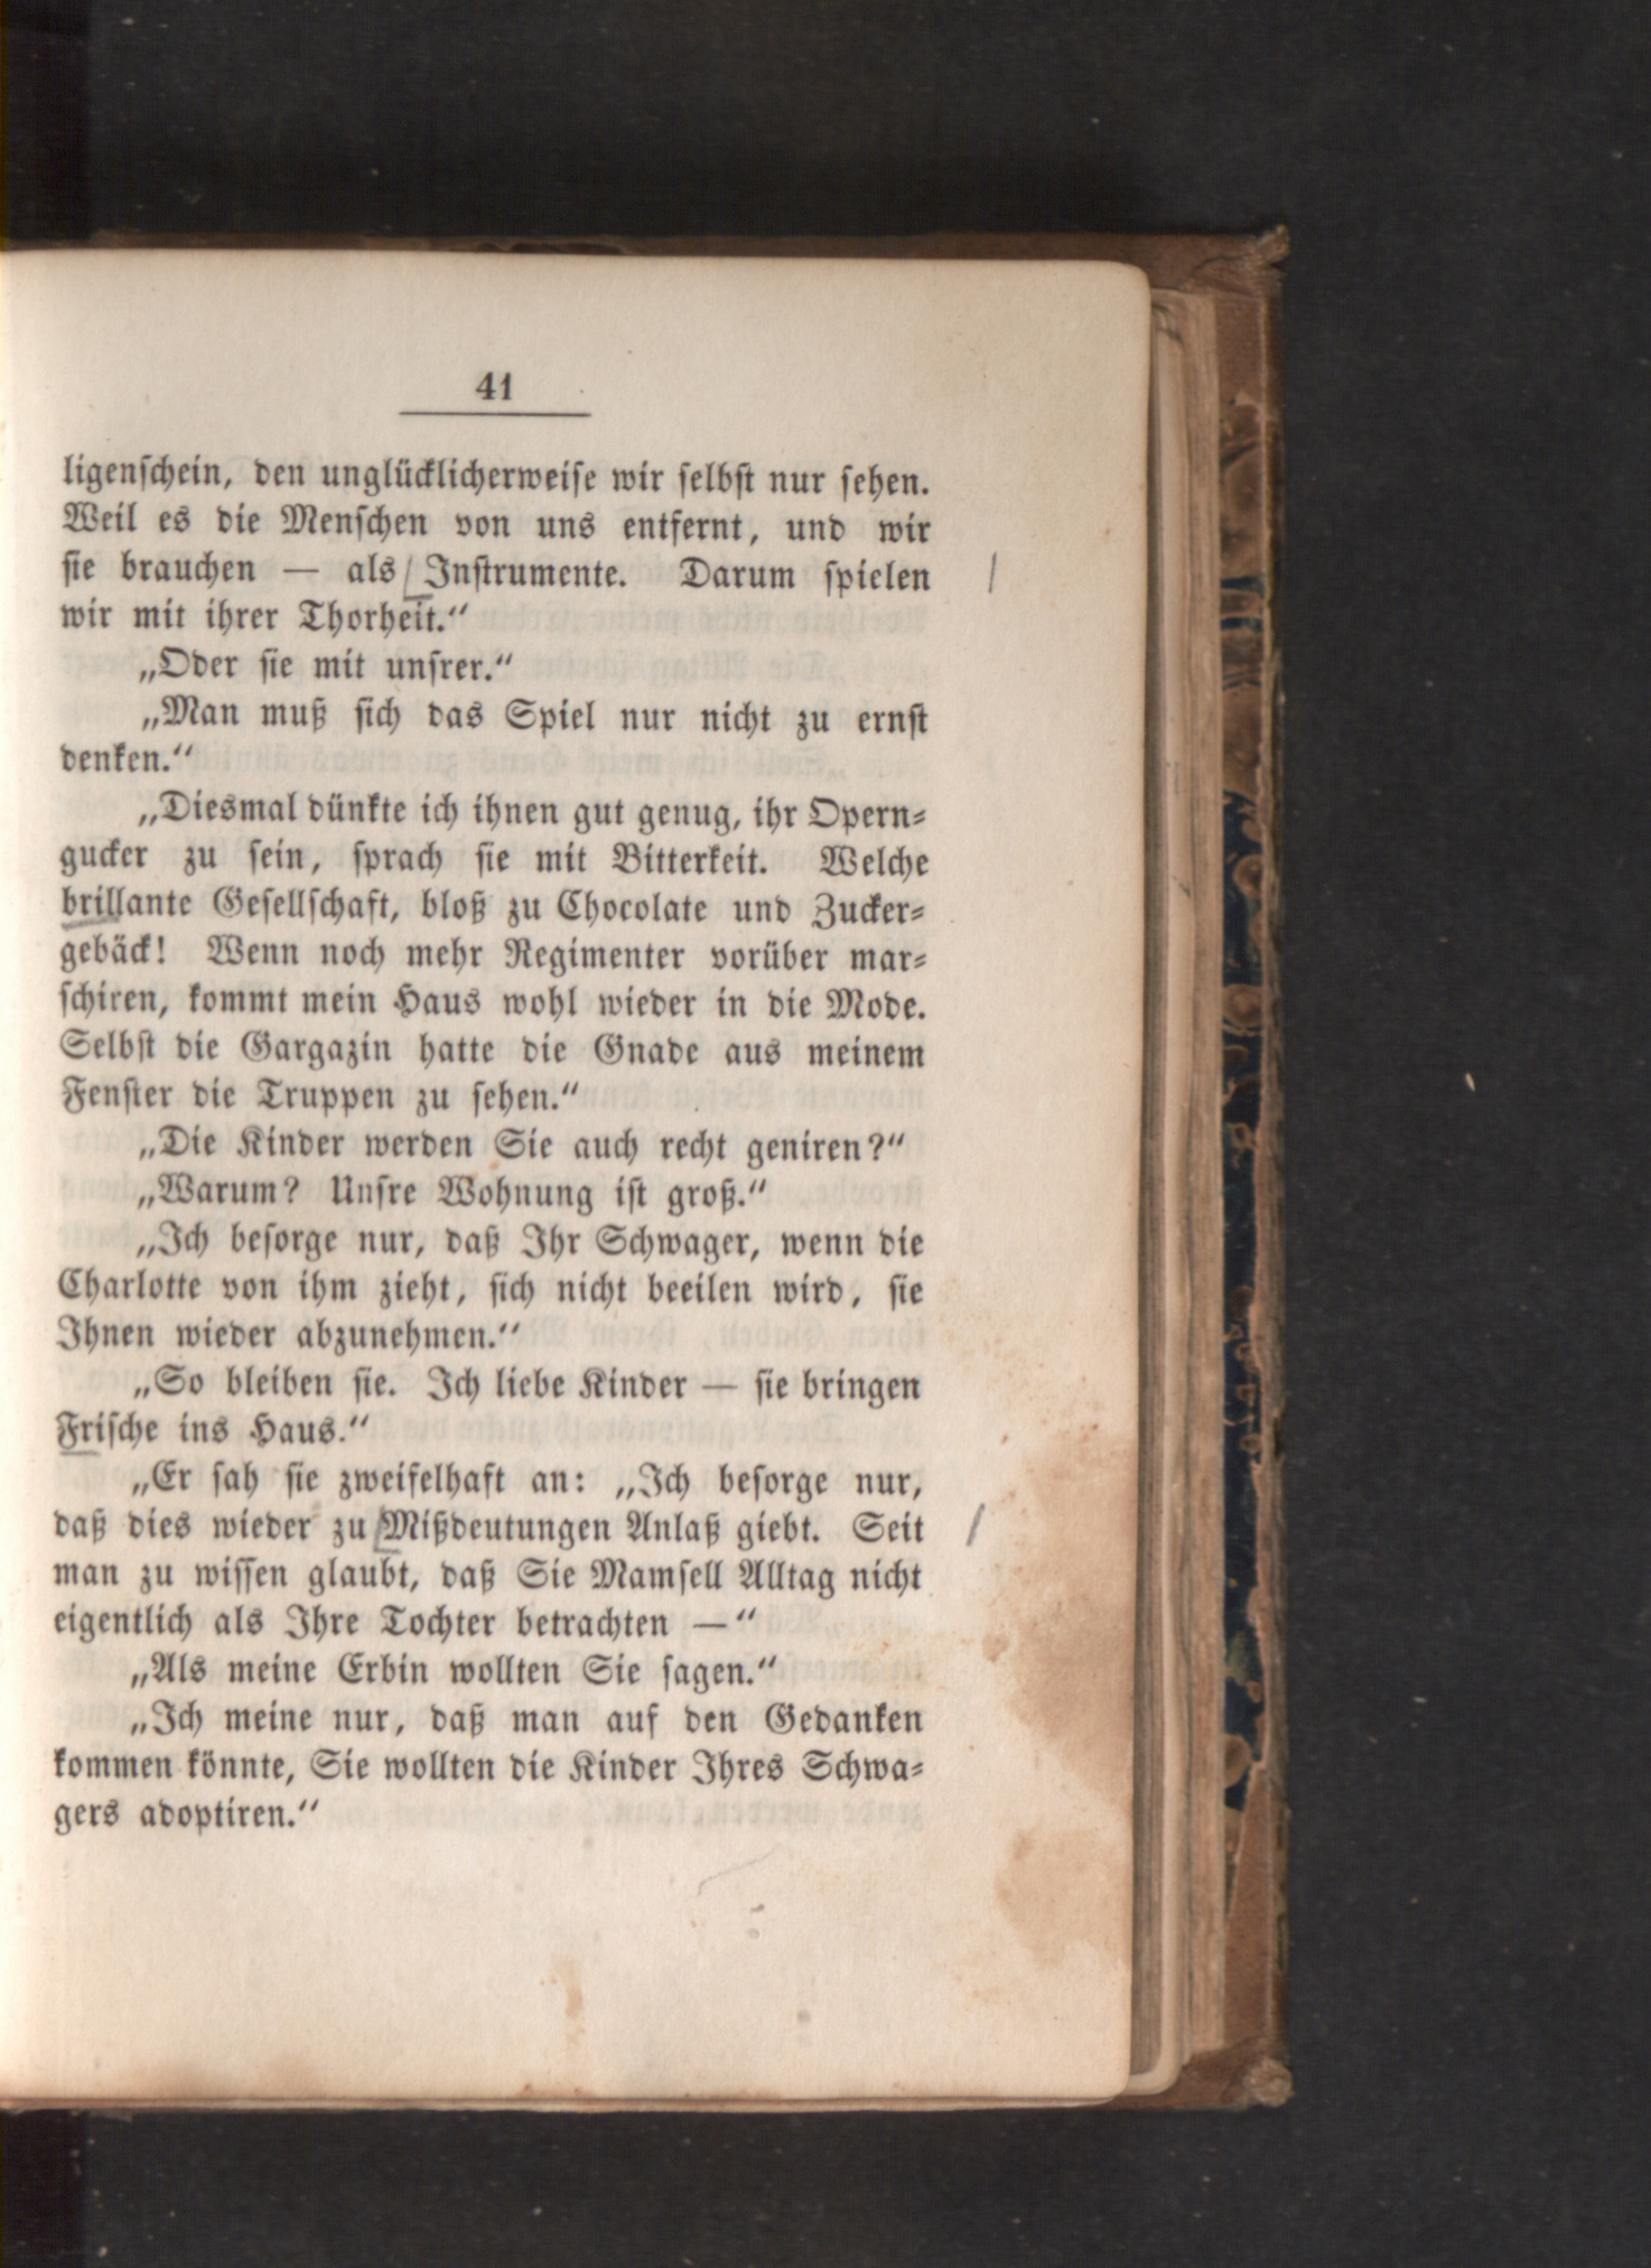 41
ligenschein, den unglücklicherweise wir selbst nur sehen.
Weil es die Menschen von uns entfernt, und wir
sie brauchen — als Instrumente. Darum spielen
wir mit ihrer Thorheit.“
„Oder sie mit unsrer.“
„Man muß sich das Spiel nur nicht zu ernst
denken.“
„Diesmal dünkte ich ihnen gut genug, ihr Opern-
gucker zu sein, sprach sie mit Bitterkeit. Welche
brillante Gesellschaft, bloß zu Chocolate und Zucker-
gebäck! Wenn noch mehr Regimenter vorüber mar-
schiren, kommt mein Haus wohl wieder in die Mode.
Selbst die Gargazin hatte die Gnade aus meinem
Fenster die Truppen zu sehen.“
„Die Kinder werden Sie auch recht geniren?“
„Warum? Unsre Wohnung ist groß.“
„Ich besorge nur, daß Ihr Schwager, wenn die
Charlotte von ihm zieht, sich nicht beeilen wird, sie
Ihnen wieder abzunehmen.“
„So bleiben sie. Ich liebe Kinder — sie bringen
Frische ins Haus.“
„Er sah sie zweifelhaft an: „Ich besorge nur,
daß dies wieder zu Mißdeutungen Anlaß giebt. Seit
man zu wissen glaubt, daß Sie Mamsell Alltag nicht
eigentlich als Ihre Tochter betrachten —“
„Als meine Erbin wollten Sie sagen.“
„Ich meine nur, daß man auf den Gedanken
kommen könnte, Sie wollten die Kinder Ihres Schwa-
gers adoptiren.“